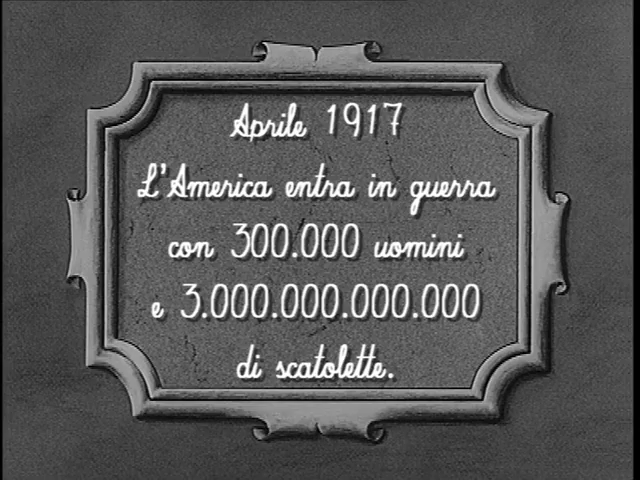 Aprile 1917
L'America entra in guerra
con 300.000 uomini
e 3.000.000.000.000
di scatolette.